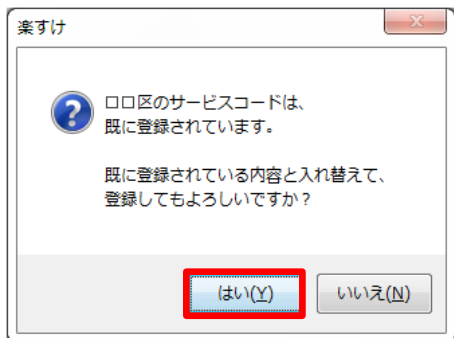 楽すけ
□□区のサービスコードは、
既に登録されています。
既に登録されている内容と入れ替えて、
登録してもよろしいですか？
はい(Y)
いいえ(N)